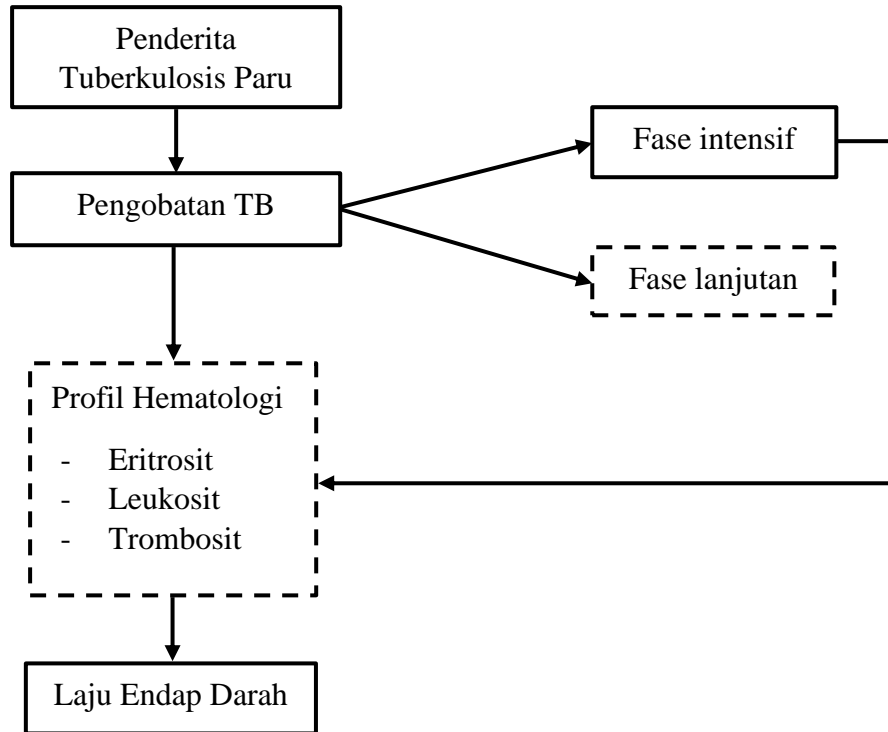 Penderita
Tuberkulosis Paru
Fase intensif
Pengobatan TB
Fase lanjutan
Profil Hematologi
- Eritrosit
- Leukosit
- Trombosit
Laju Endap Darah